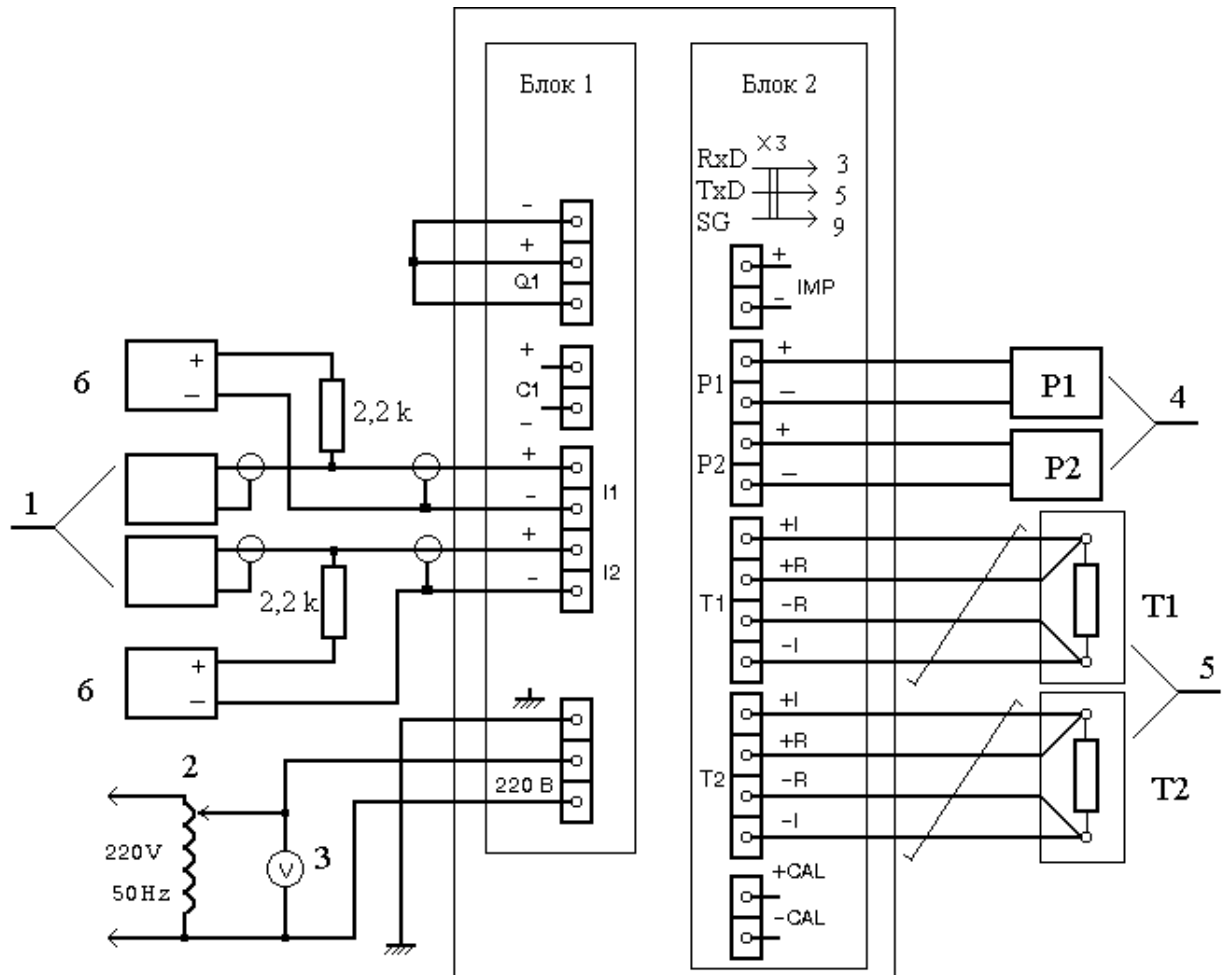 Блок 1
Блок 2
X3
RxD
3
TxD
5
SG
9
-
+
Q1
+
-
IMP
+
-
6
2,2 k
+
C1
-
+
-
P1
P1
+
-
P2
P2
4
1
+
-
I1
+
-
I2
2,2 k
+
-
6
+I
+R
-R
-I
T1
T1
5
+I
+R
-R
-I
T2
T2
2
220 В
220V
50Hz
V
3
+CAL
-CAL